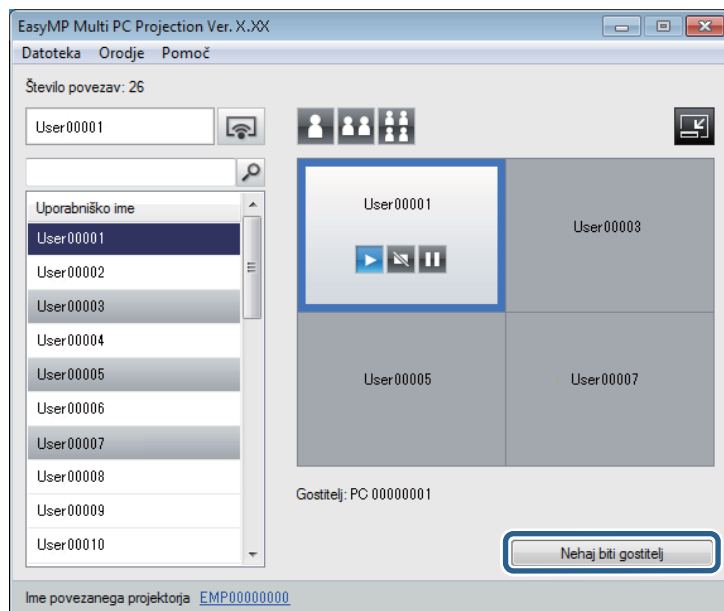 EasyMP Multi PC Projection Ver. X.XX
Datoteka Orodje Pomoč
Število povezav: 26
User00001
Uporabniško ime
User00001
User00002
User00003
User00004
User00005
User00006
User00007
User00008
User00009
User00010
User00001
User00003
User00005
User00007
Gostitelj: PC 00000001
Nehaj biti gostitelj
Ime povezanega projektorja EMP00000000